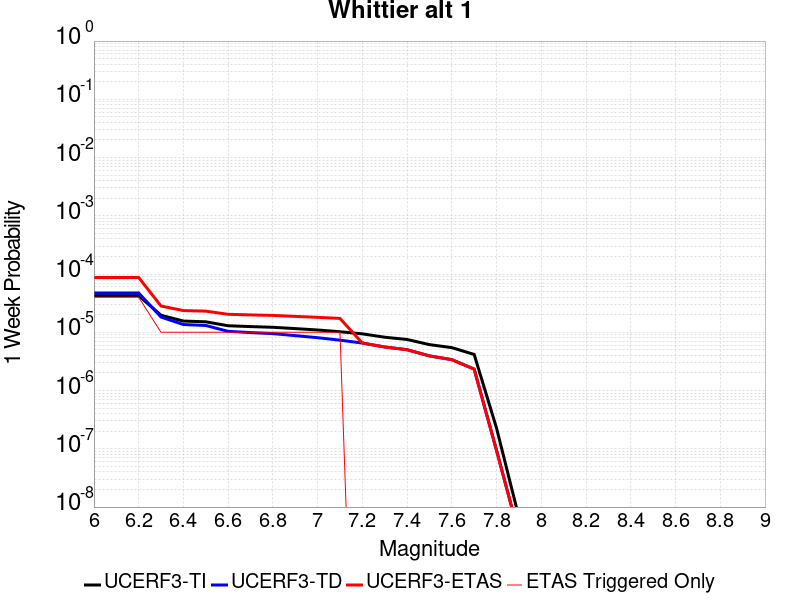 Whittier alt 1
10^0
10^-1
10^-2
10^-3
10^-4
10^-5
10^-6
10^-7
10^-8
1 Week Probability
6 6.2 6.4 6.6 6.8 7 7.2 7.4 7.6 7.8 8 8.2 8.4 8.6 8.8 9
Magnitude
UCERF3-TI UCERF3-TD UCERF3-ETAS ETAS Triggered Only